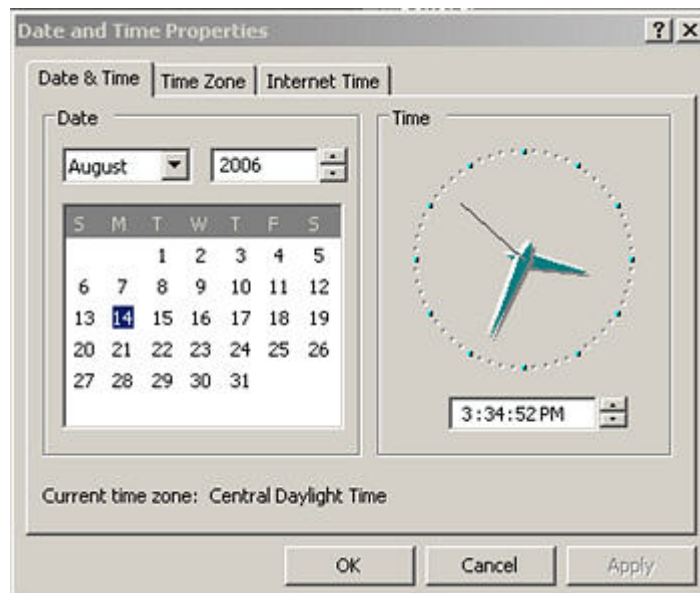 Date and Time Properties
Date & Time Time Zone Internet Time
Date
August 2006
S M T W T F S
1 2 3 4 5
6 7 8 9 10 11 12
13 14 15 16 17 18 19
20 21 22 23 24 25 26
27 28 29 30 31
Time
3:34:52 PM
Current time zone: Central Daylight Time
OK Cancel Apply